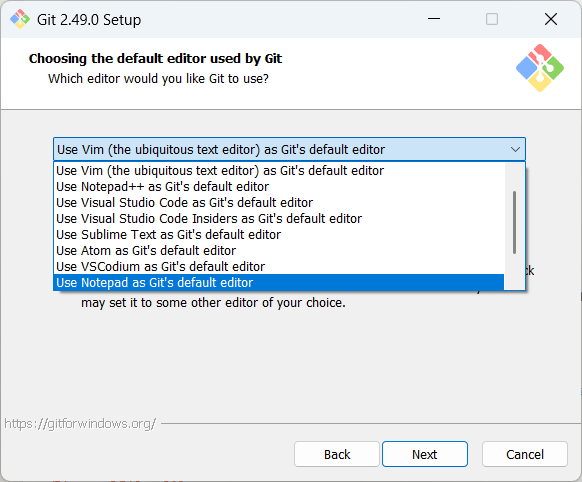 Git 2.49.0 Setup
Choosing the default editor used by Git
Which editor would you like Git to use?
Use Vim (the ubiquitous text editor) as Git's default editor
Use Vim (the ubiquitous text editor) as Git's default editor
Use Notepad++ as Git's default editor
Use Visual Studio Code as Git's default editor
Use Visual Studio Code Insiders as Git's default editor
Use Sublime Text as Git's default editor
Use Atom as Git's default editor
Use VSCodium as Git's default editor
Use Notepad as Git's default editor
may set it to some other editor of your choice.
https://gitforwindows.org/
Back
Next
Cancel